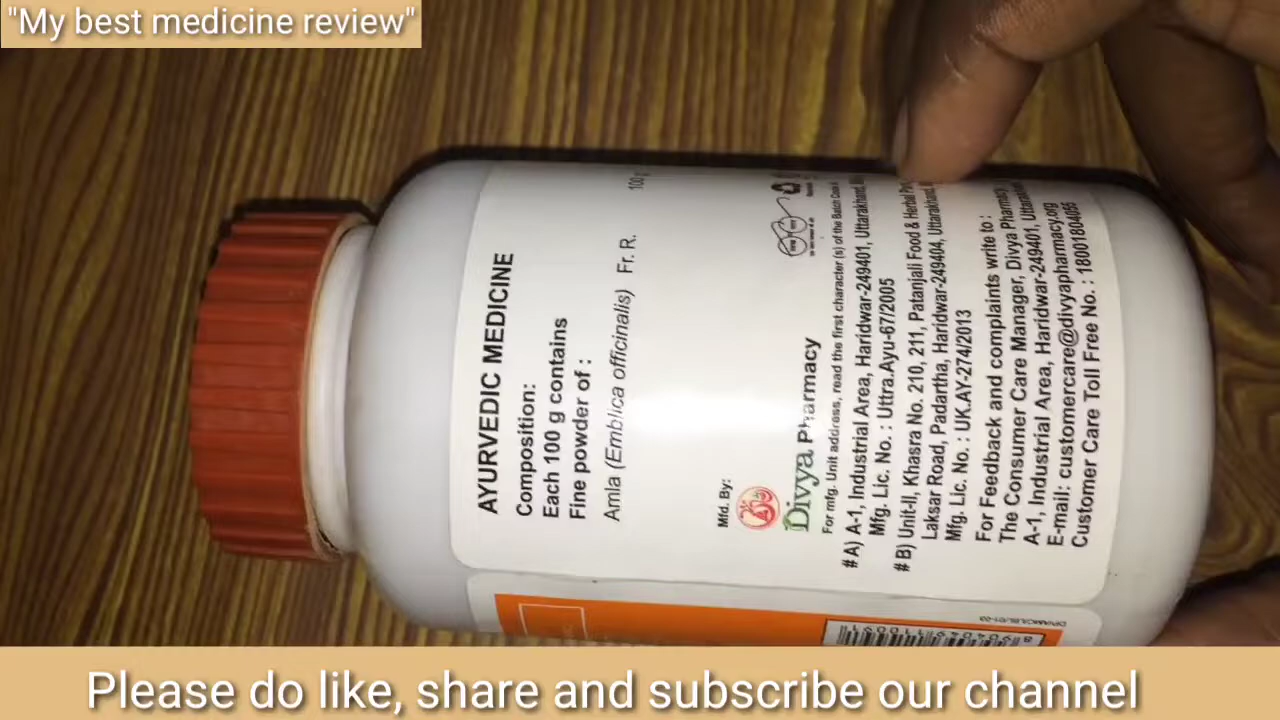 "My best medicine review"
AYURVEDIC MEDICINE
Composition:
Each 100 g contains
Fine powder of :
Amla (Emblica officinalis) Fr. R. 100 g
Mfd. By:
Divya Pharmacy
For mfg. Unit address, read the first character (s) of the Batch
# A) A-1, Industrial Area, Haridwar-249401, Uttarakhand,
Mfg. Lic. No. : Uttra.Ayu-67/2005
# B) Unit-II, Khasra No. 210, 211, Patanjali Food & Herbal
Laksar Road, Padartha, Haridwar-249404, Uttarakhand,
Mfg. Lic. No. : UK.AY-274/2013
For Feedback and complaints write to :
The Consumer Care Manager, Divya Pharmacy
A-1, Industrial Area, Haridwar-249401,
E-mail: customercare@divyapharmacy.org
Customer Care Toll Free No. : 18001804055
Please do like, share and subscribe our channel